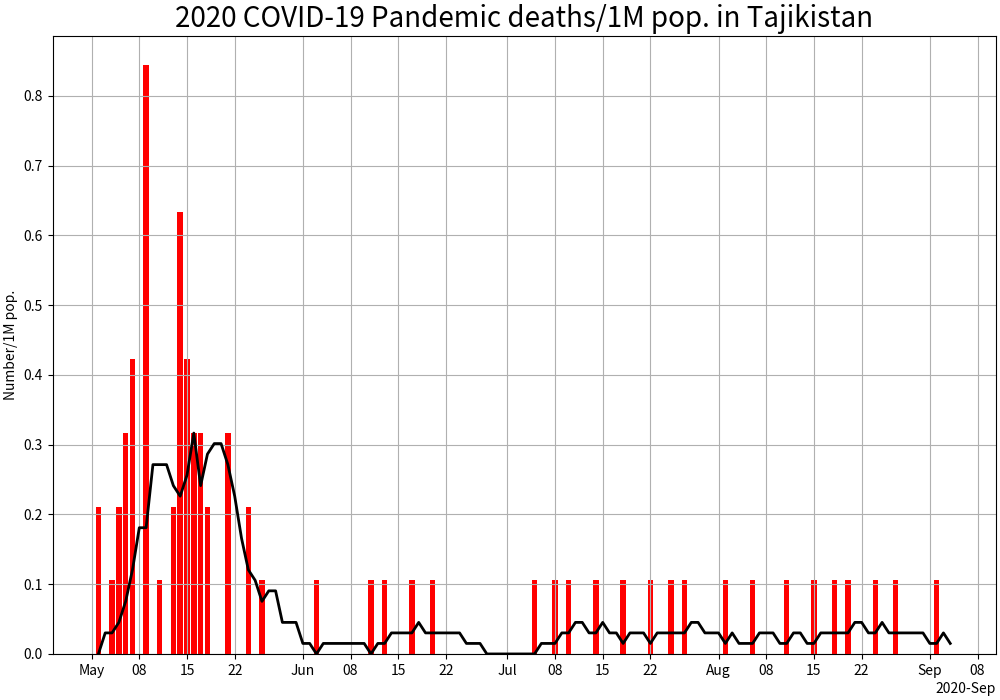 2020 COVID-19 Pandemic deaths/1M pop. in Tajikistan
Number/1M pop.
0.8
0.7
0.6
0.5
0.4
0.3
0.2
0.1
0.0
May 08 15 22 Jun 08 15 22 Jul 08 15 22 Aug 08 15 22 Sep 08
2020-Sep